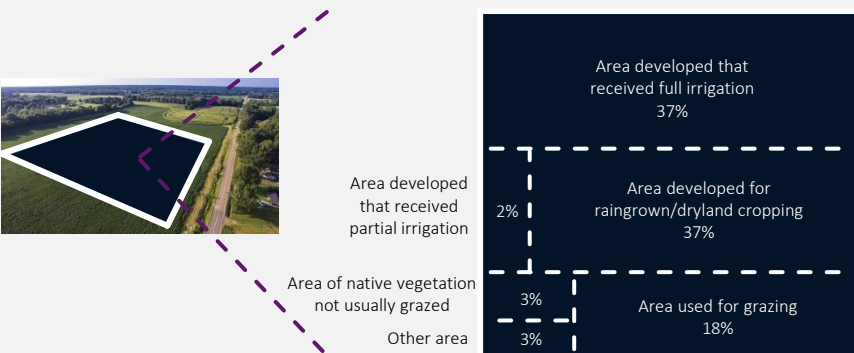 Area developed that
received full irrigation
37%
Area developed
that received
partial irrigation
2%
Area developed for
raingrown/dryland cropping
37%
Area of native vegetation
not usually grazed
3%
Other area
3%
Area used for grazing
18%